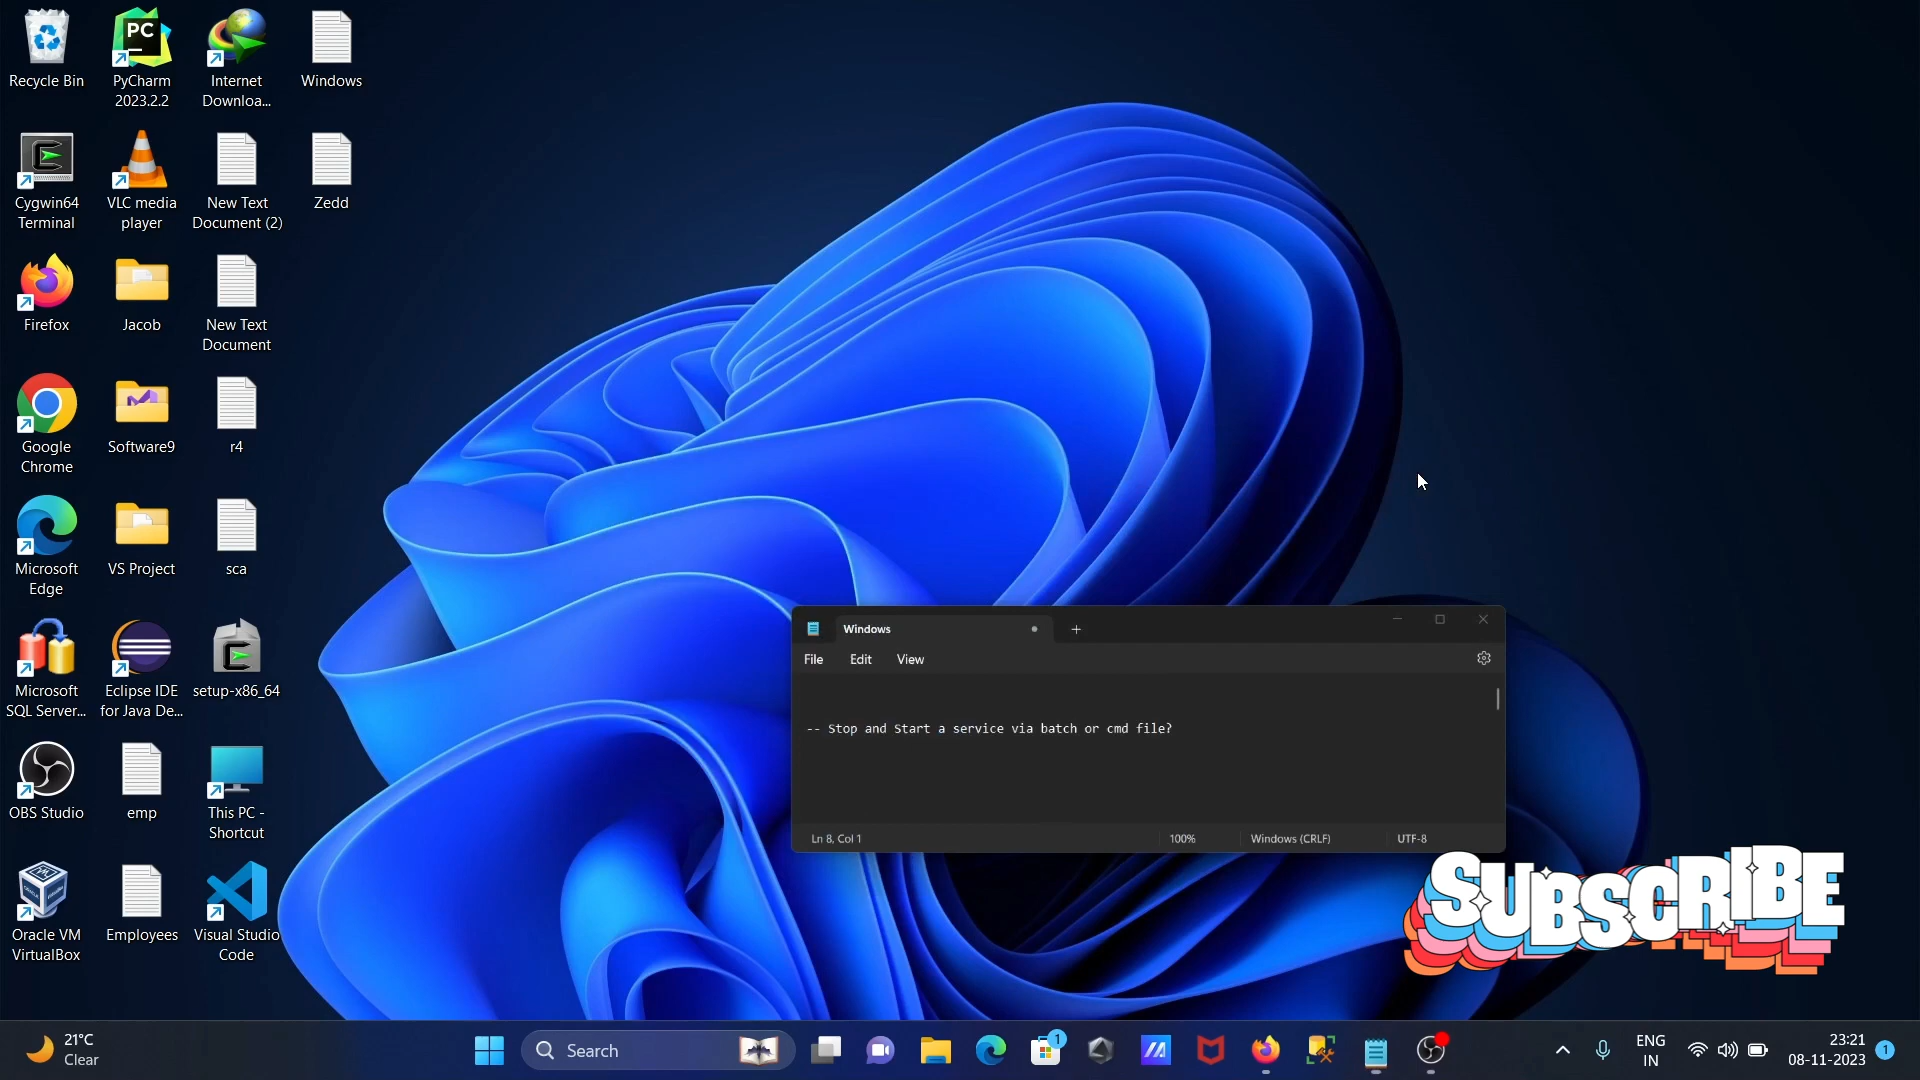 Recycle Bin
PyCharm
2023.2.2
Internet
Downloa...
Windows
Cygwin64
Terminal
VLC media
player
New Text
Document (2)
Zedd
Firefox
Jacob
New Text
Document
Google
Chrome
Software9
r4
Microsoft
Edge
VS Project
sca
Microsoft
SQL Server...
Eclipse IDE
for Java De...
setup-x86_64
OBS Studio
emp
This PC -
Shortcut
Oracle VM
VirtualBox
Employees
Visual Studio
Code
PC
Windows
File Edit View
-- Stop and Start a service via batch or cmd file?
Ln 8, Col 1 100% Windows (CRLF) UTF-8
SUBSCRIBE
21°C
Clear
Search
1
ENG
IN
23:21
08-11-2023
1